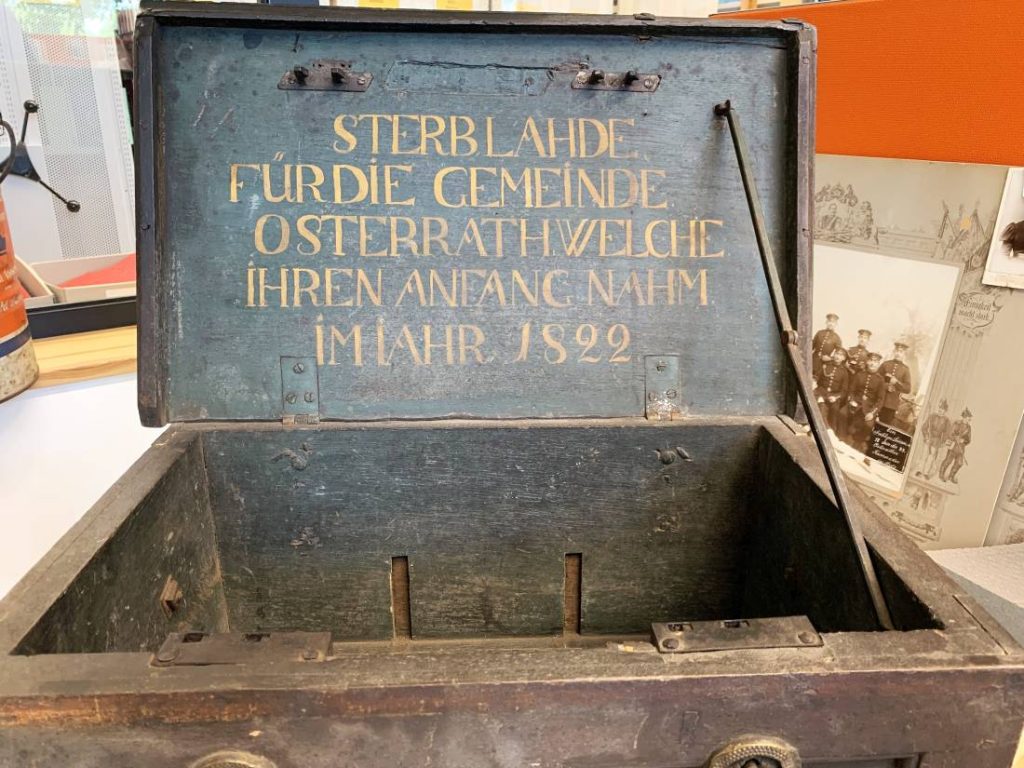 STERBLAHDE.
FÜR DIE GEMEINDE.
OSTERRATH.WELCHE.
IHREN ANFANG NAHM.
IM IAHR 1822